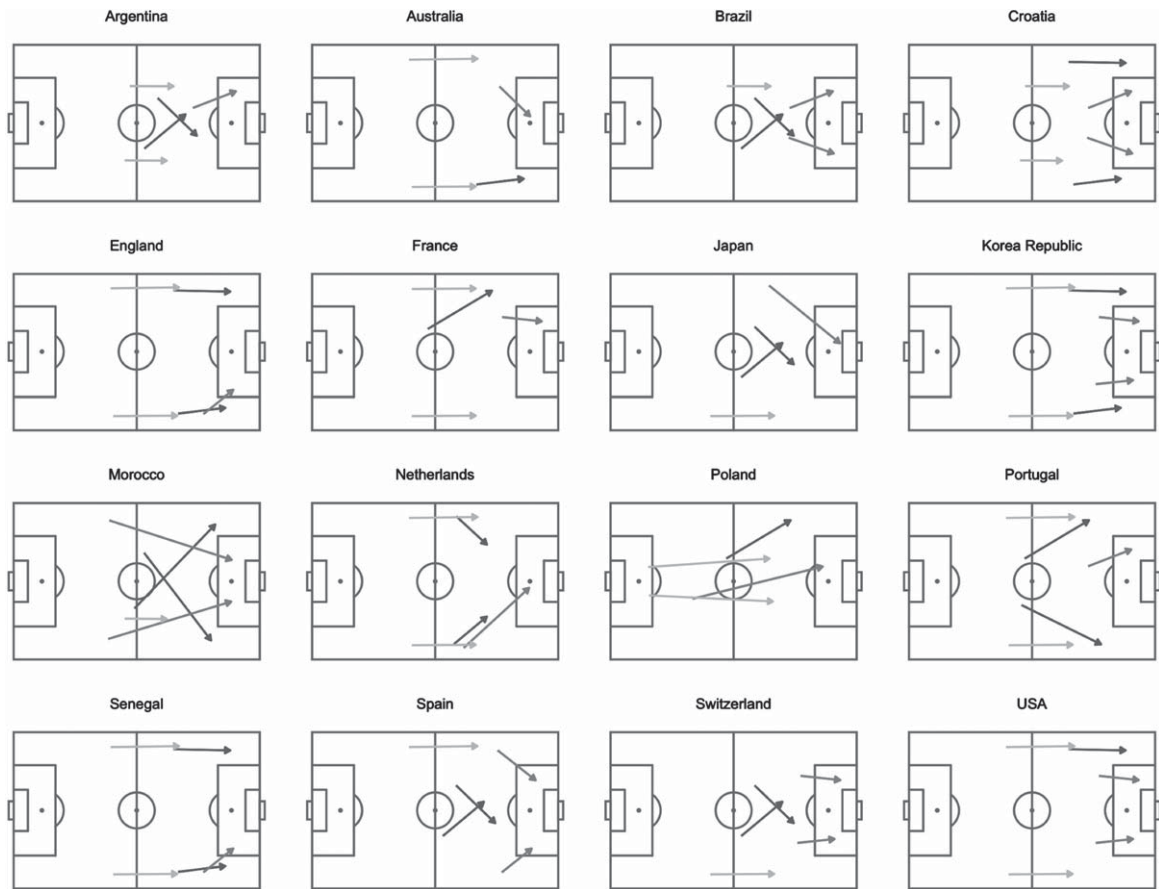 Argentina
Australia
Brazil
Croatia
England
France
Japan
Korea Republic
Morocco
Netherlands
Poland
Portugal
Senegal
Spain
Switzerland
USA